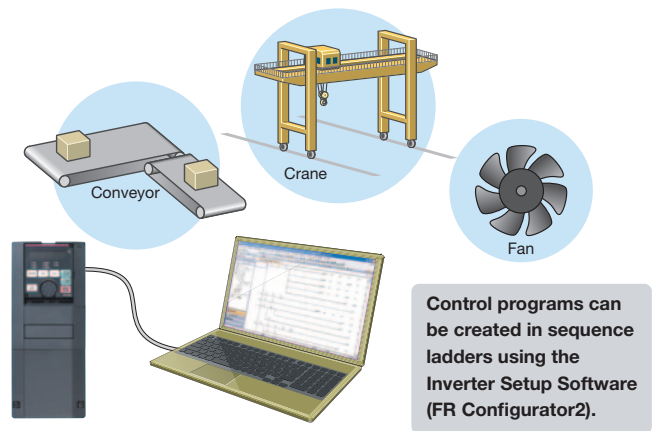 Crane
Conveyor
Fan
Control programs can
be created in sequence
ladders using the
Inverter Setup Software
(FR Configurator2).